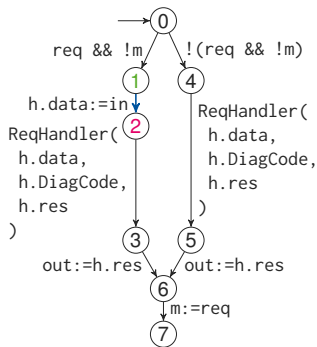 0
req && !m
!(req && !m)
1
4
h.data:=in
2
ReqHandler(
h.data,
h.DiagCode,
h.res
)
ReqHandler(
h.data,
h.DiagCode,
h.res
)
3
5
out:=h.res
out:=h.res
6
m:=req
7